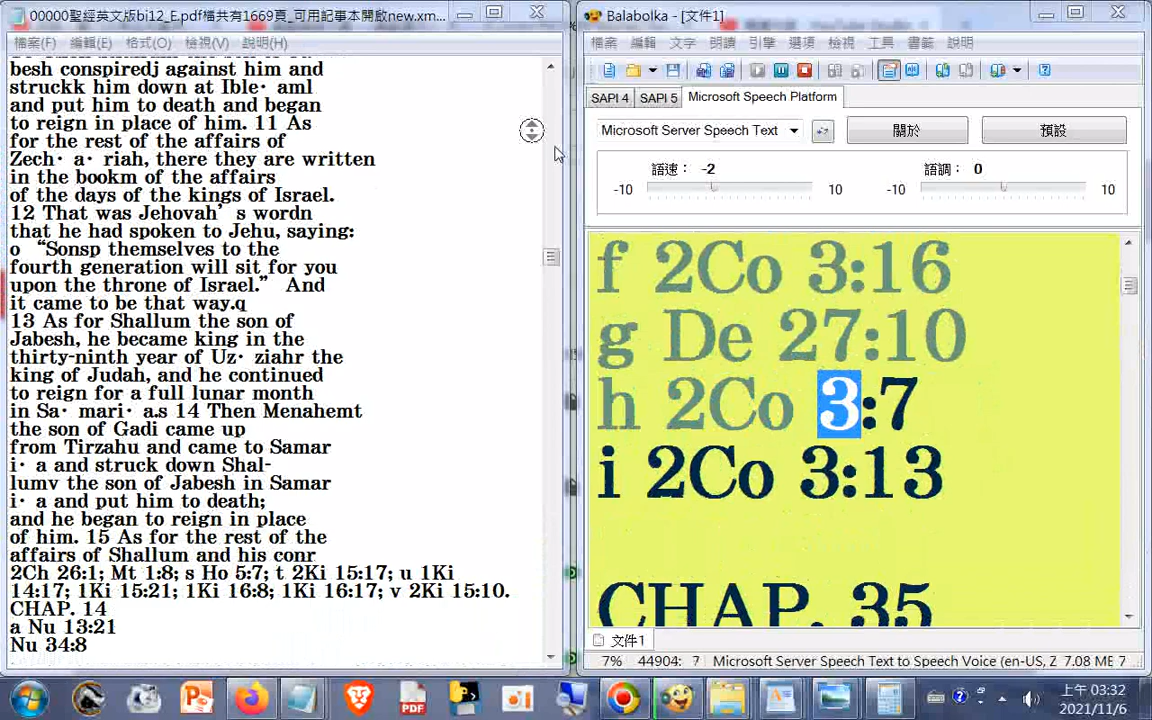 00000聖經英文版bi12_E.pdf檔共有1669頁_可用記事本開啟new.xm...
檔案(F) 編輯(E) 格式(O) 檢視(V) 說明(H)
besh conspiredj against him and
struckk him down at Ible· aml
and put him to death and began
to reign in place of him. 11 As
for the rest of the affairs of
Zech· a· riah, there they are written
in the bookm of the affairs
of the days of the kings of Israel.
12 That was Jehovah’s wordn
that he had spoken to Jehu, saying:
o “Sonsp themselves to the
fourth generation will sit for you
upon the throne of Israel.” And
it came to be that way.q
13 As for Shallum the son of
Jabesh, he became king in the
thirty-ninth year of Uz· ziahr the
king of Judah, and he continued
to reign for a full lunar month
in Sa· mari· a.s 14 Then Menahemt
the son of Gadi came up
from Tirzahu and came to Samar
i· a and struck down Shal-
lumv the son of Jabesh in Samar
i· a and put him to death;
and he began to reign in place
of him. 15 As for the rest of the
affairs of Shallum and his conr
2Ch 26:1; Mt 1:8; s Ho 5:7; t 2Ki 15:17; u 1Ki
14:17; 1Ki 15:21; 1Ki 16:8; 1Ki 16:17; v 2Ki 15:10.
CHAP. 14
a Nu 13:21
Nu 34:8
Balabolka - [文件1]
檔案 編輯 文字 朗讀 引擎 選項 檢視 工具 書籤 說明
SAPI 4 SAPI 5 Microsoft Speech Platform
Microsoft Server Speech Text 關於 預設
語速: -2 語調: 0
-10 10 -10 10
f 2Co 3:16
g De 27:10
h 2Co 3:7
i 2Co 3:13
CHAP. 35
文件1
7% 44904: 7 Microsoft Server Speech Text to Speech Voice (en-US, Z 7.08 МБ 7
上午 03:32
2021/11/6